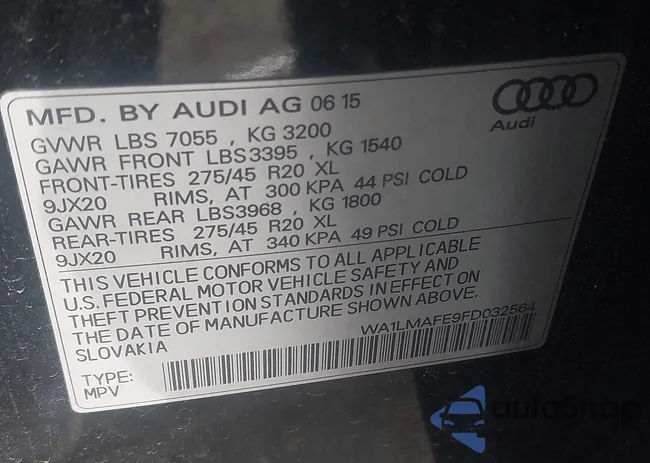 MFD. BY AUDI AG 06 15
Audi
GVWR LBS 7055 , KG 3200
GAWR FRONT LBS3395 , KG 1540
FRONT-TIRES 275/45 R20 XL
9JX20 RIMS, AT 300 KPA 44 PSI COLD
GAWR REAR LBS3968 , KG 1800
REAR-TIRES 275/45 R20 XL
9JX20 RIMS, AT 340 KPA 49 PSI COLD
THIS VEHICLE CONFORMS TO ALL APPLICABLE
U.S. FEDERAL MOTOR VEHICLE SAFETY AND
THEFT PREVENTION STANDARDS IN EFFECT ON
THE DATE OF MANUFACTURE SHOWN ABOVE.
SLOVAKIA
WA1LMAFE9FD032564
TYPE:
MPV
autoSnap